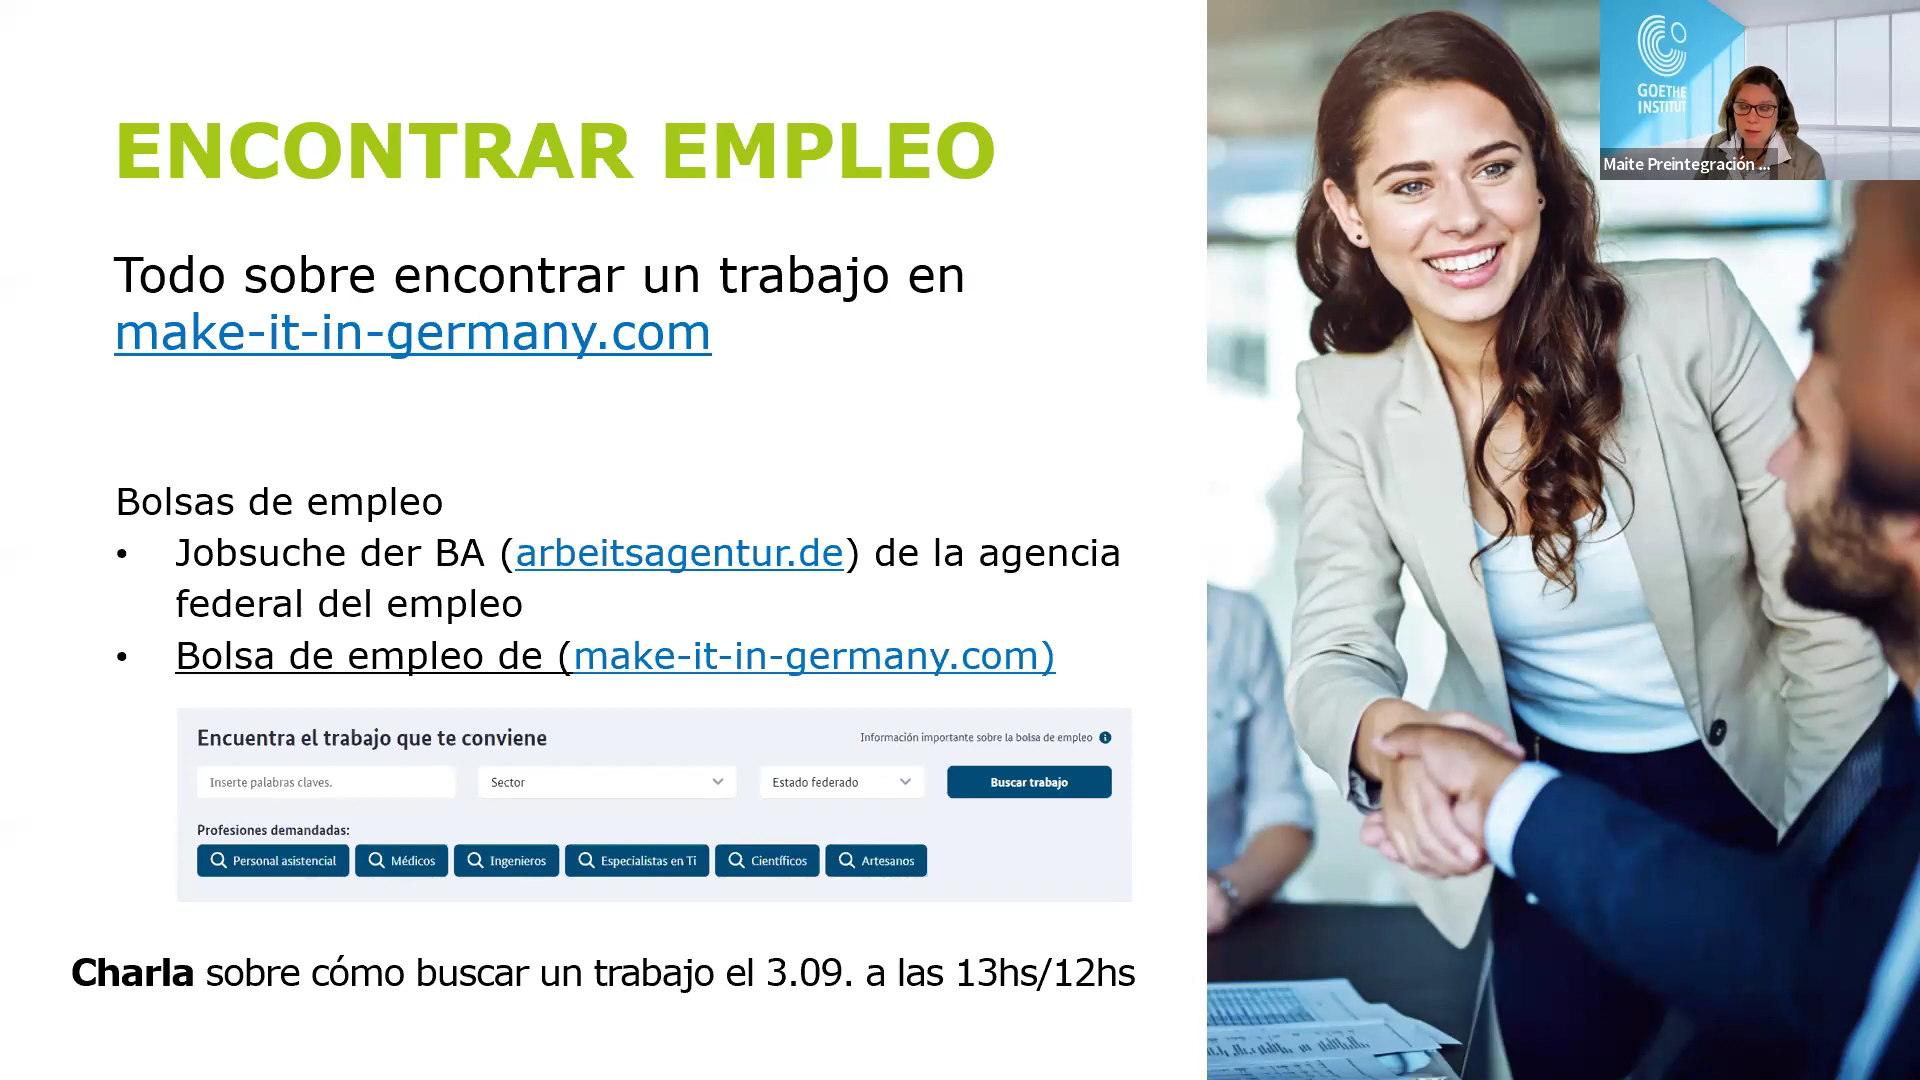 ENCONTRAR EMPLEO
Todo sobre encontrar un trabajo en
make-it-in-germany.com
Bolsas de empleo
• Jobsuche der BA (arbeitsagentur.de) de la agencia
federal del empleo
• Bolsa de empleo de (make-it-in-germany.com)
Encuentra el trabajo que te conviene
Información importante sobre la bolsa de empleo
Inserte palabras claves.
Sector
Estado federado
Buscar trabajo
Profesiones demandadas:
Personal asistencial
Médicos
Ingenieros
Especialistas en Ti
Científicos
Artesanos
Charla sobre cómo buscar un trabajo el 3.09. a las 13hs/12hs
GOETHE
INSTITUT
Maite Preintegración ...